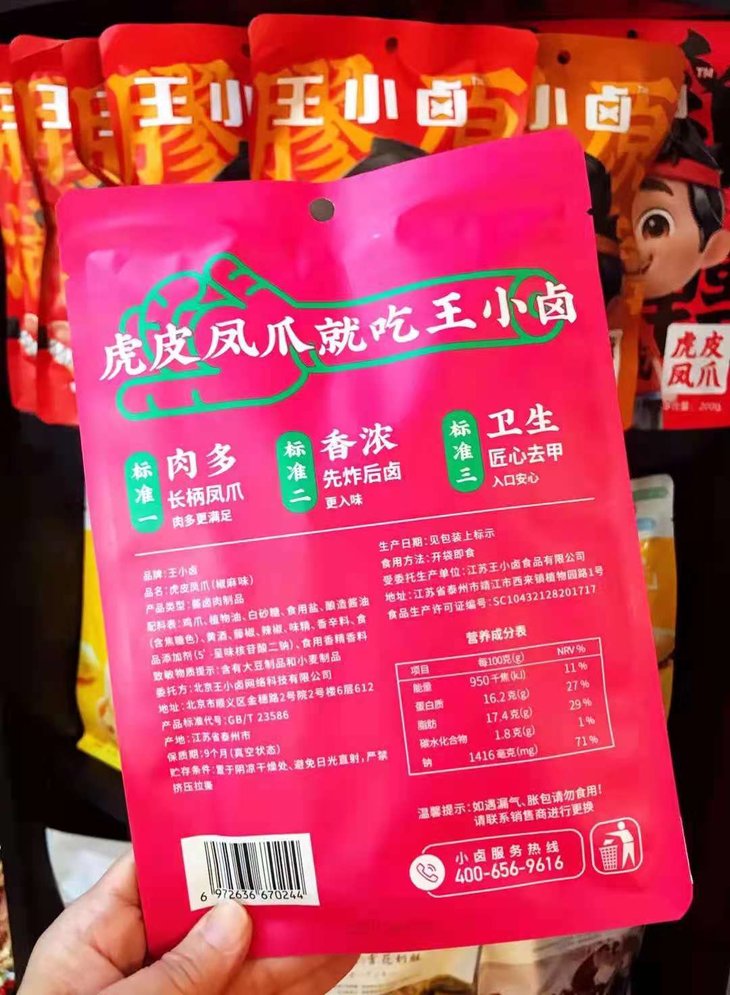 王小
王小卤™
小卤
TM
虎皮
凤爪
200g
虎皮凤爪就吃王小卤
标准一
肉多
长柄凤爪
肉多更满足
标准二
香浓
先炸后卤
更入味
标准三
卫生
匠心去甲
入口安心
品牌:王小卤
品名:虎皮凤爪(椒麻味)
产品类型:酱卤肉制品
配料表:鸡爪、植物油、白砂糖、食用盐、酿造酱油
(含焦糖色)、黄酒、藤椒、辣椒、味精、香辛料、食
品添加剂(5'-呈味核苷酸二钠)、食用香精香料
致敏物质提示:含有大豆制品和小麦制品
委托方:北京王小卤网络科技有限公司
地址:北京市顺义区金穗路2号院2号楼6层612
产品标准代号:GB/T 23586
产地:江苏省泰州市
保质期:9个月(真空状态)
贮存条件:置于阴凉干燥处、避免日光直射,严禁
挤压拉撕
生产日期:见包装上标示
食用方法:开袋即食
受委托生产单位:江苏王小卤食品有限公司
地址:江苏省泰州市靖江市西来镇植物园路1号
食品生产许可证编号:SC10432128201717
营养成分表
项目 每100克(g) NRV%
能量 950千焦(kJ) 11%
蛋白质 16.2克(g) 27%
脂肪 17.4克(g) 29%
碳水化合物 1.8克(g) 1%
钠 1416毫克(mg) 71%
温馨提示:如遇漏气、胀包请勿食用!
请联系销售商进行更换
小卤服务热线
400-656-9616
6 972636 670244